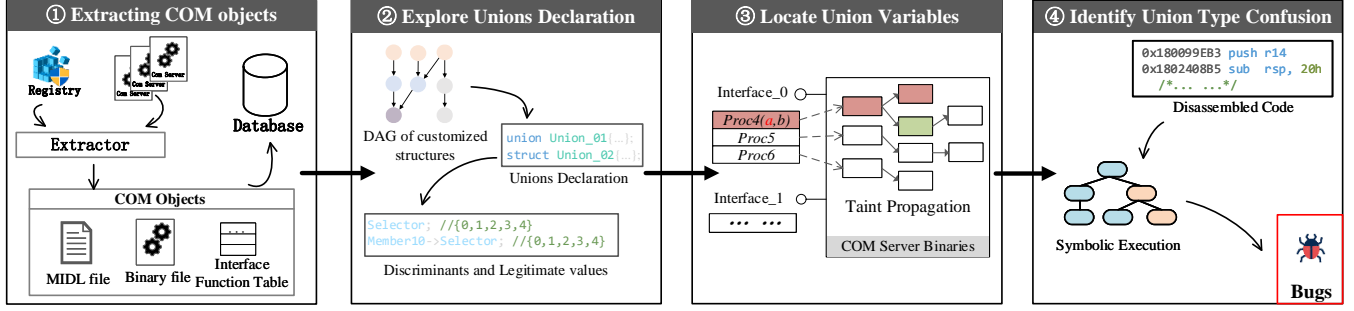 ① Extracting COM objects
Registry
Com Server
Com Server
Com Server
Database
Extractor
COM Objects
MIDL file
Binary file
Interface
Function Table
② Explore Unions Declaration
DAG of customized
structures
union Union_01{...};
struct Union_02{...};
Unions Declaration
Selector; //{0,1,2,3,4}
Member10->Selector; //{0,1,2,3,4}
Discriminants and Legitimate values
③ Locate Union Variables
Interface_0
Proc4(a,b)
Proc5
Proc6
Interface_1
... ...
Taint Propagation
COM Server Binaries
④ Identify Union Type Confusion
0x180099EB3 push r14
0x1802408B5 sub rsp, 20h
/*... ...*/
Disassembled Code
Symbolic Execution
Bugs